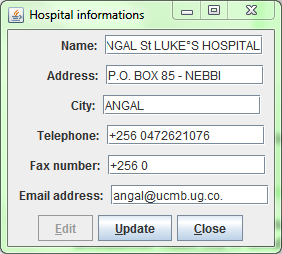 Hospital informations
Name: NGAL St LUKE°S HOSPITAL
Address: P.O. BOX 85 - NEBBI
City: ANGAL
Telephone: +256 0472621076
Fax number: +256 0
Email address: angal@ucmb.ug.co.
Edit Update Close